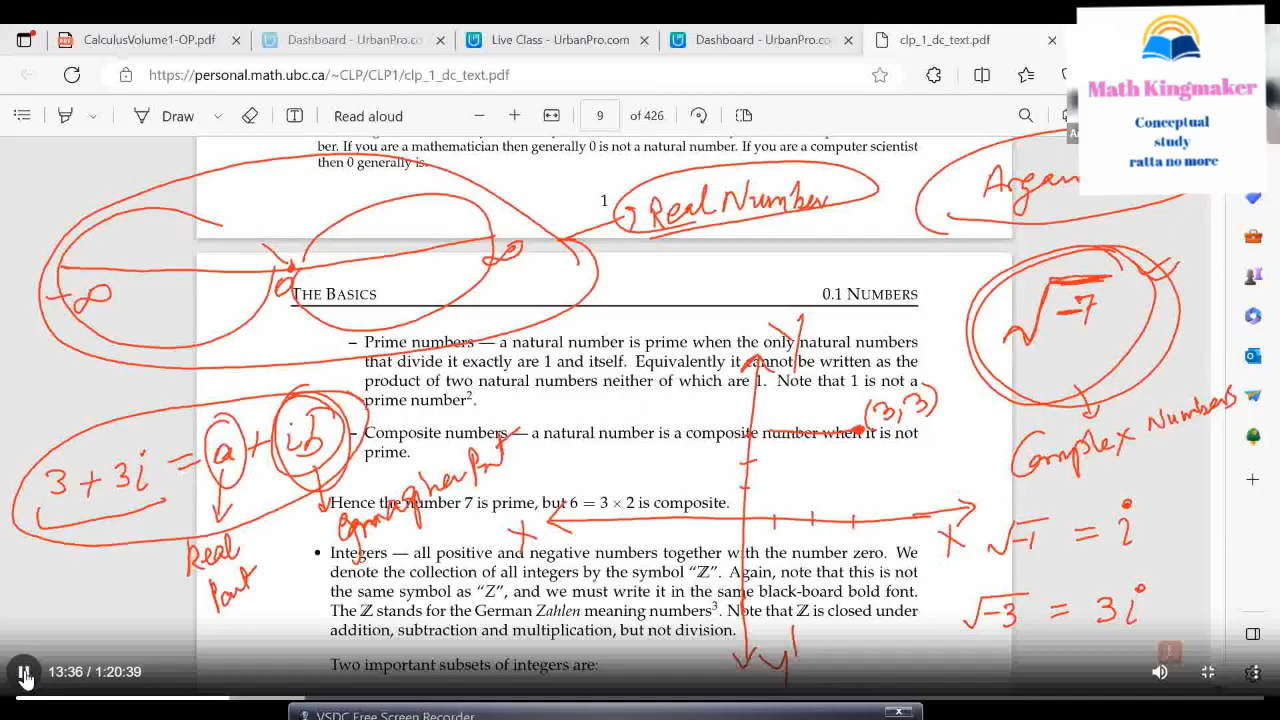 CalculusVolume1-OP.pdf
Dashboard - UrbanPro.co
Live Class - UrbanPro.com
Dashboard - UrbanPro.co
clp_1_dc_text.pdf
https://personal.math.ubc.ca/~CLP/CLP1/clp_1_dc_text.pdf
Draw
Read aloud
9 of 426
Math Kingmaker
Conceptual
study
ratta no more
ber. If you are a mathematician then generally 0 is not a natural number. If you are a computer scientist
then 0 generally is.
1
Real Number
Argan
-∞
0
∞
THE BASICS
0.1 NUMBERS
√-7
– Prime numbers — a natural number is prime when the only natural numbers
that divide it exactly are 1 and itself. Equivalently it cannot be written as the
product of two natural numbers neither of which are 1. Note that 1 is not a
prime number2.
Y
(3,3)
Complex Numbers
– Composite numbers — a natural number is a composite number when it is not
prime.
3 + 3i = a + ib
Real
Part
Part
Hence the number 7 is prime, but 6 = 3 × 2 is composite.
X
X
√-1 = i
• Integers — all positive and negative numbers together with the number zero. We
denote the collection of all integers by the symbol “ℤ”. Again, note that this is not
the same symbol as “Z”, and we must write it in the same black-board bold font.
The ℤ stands for the German Zahlen meaning numbers3. Note that ℤ is closed under
addition, subtraction and multiplication, but not division.
√-3 = 3i
Y'
Two important subsets of integers are:
13:36 / 1:20:39
VSDC Free Screen Recorder